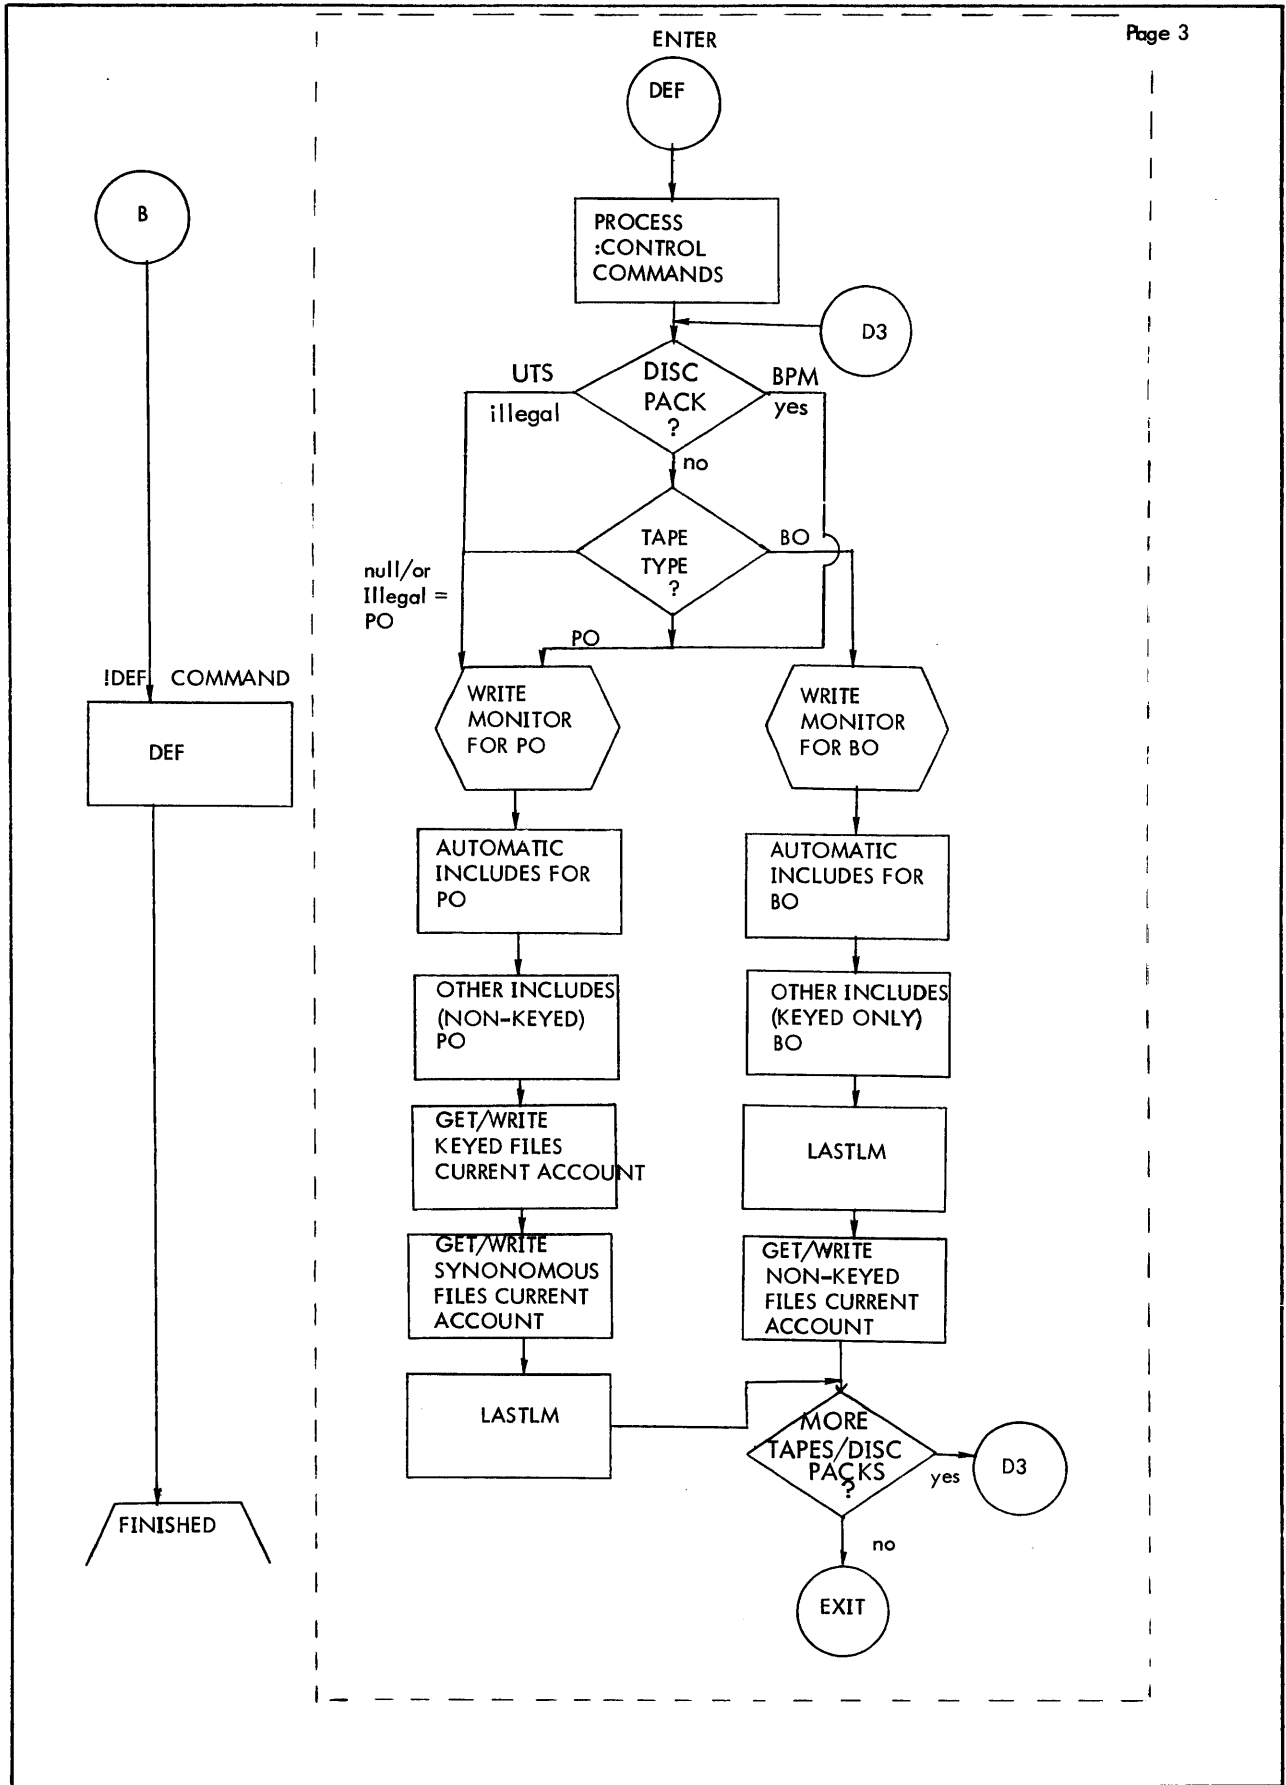 Page 3
ENTER
DEF
B
PROCESS
:CONTROL
COMMANDS
D3
UTS
illegal
DISC
PACK
?
BPM
yes
no
TAPE
TYPE
?
BO
null/or
Illegal =
PO
PO
!DEF COMMAND
DEF
WRITE
MONITOR
FOR PO
WRITE
MONITOR
FOR BO
AUTOMATIC
INCLUDES FOR
PO
AUTOMATIC
INCLUDES FOR
BO
OTHER INCLUDES
(NON-KEYED)
PO
OTHER INCLUDES
(KEYED ONLY)
BO
GET/WRITE
KEYED FILES
CURRENT ACCOUNT
LASTLM
GET/WRITE
SYNONOMOUS
FILES CURRENT
ACCOUNT
GET/WRITE
NON-KEYED
FILES CURRENT
ACCOUNT
LASTLM
MORE
TAPES/DISC
PACKS
?
yes
D3
no
EXIT
FINISHED